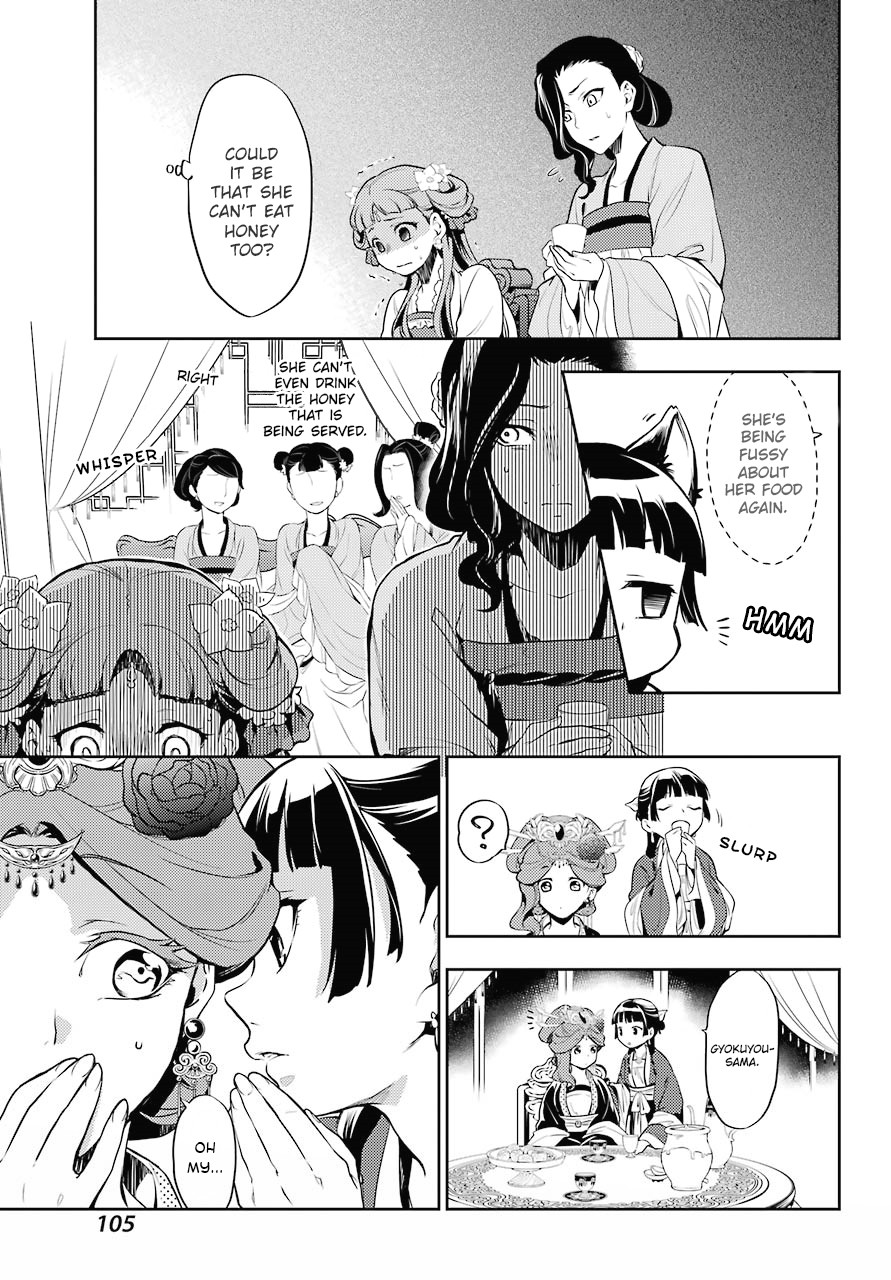 COULD
IT BE
THAT SHE
CAN'T EAT
HONEY
TOO?
SHE'S
BEING
FUSSY
ABOUT
HER FOOD
AGAIN.
HMM
SHE CAN'T
EVEN DRINK
THE HONEY
THAT IS
BEING SERVED.
RIGHT
WHISPER
?
SLURP
GYOKUYOU-
SAMA.
OH
MY...
105